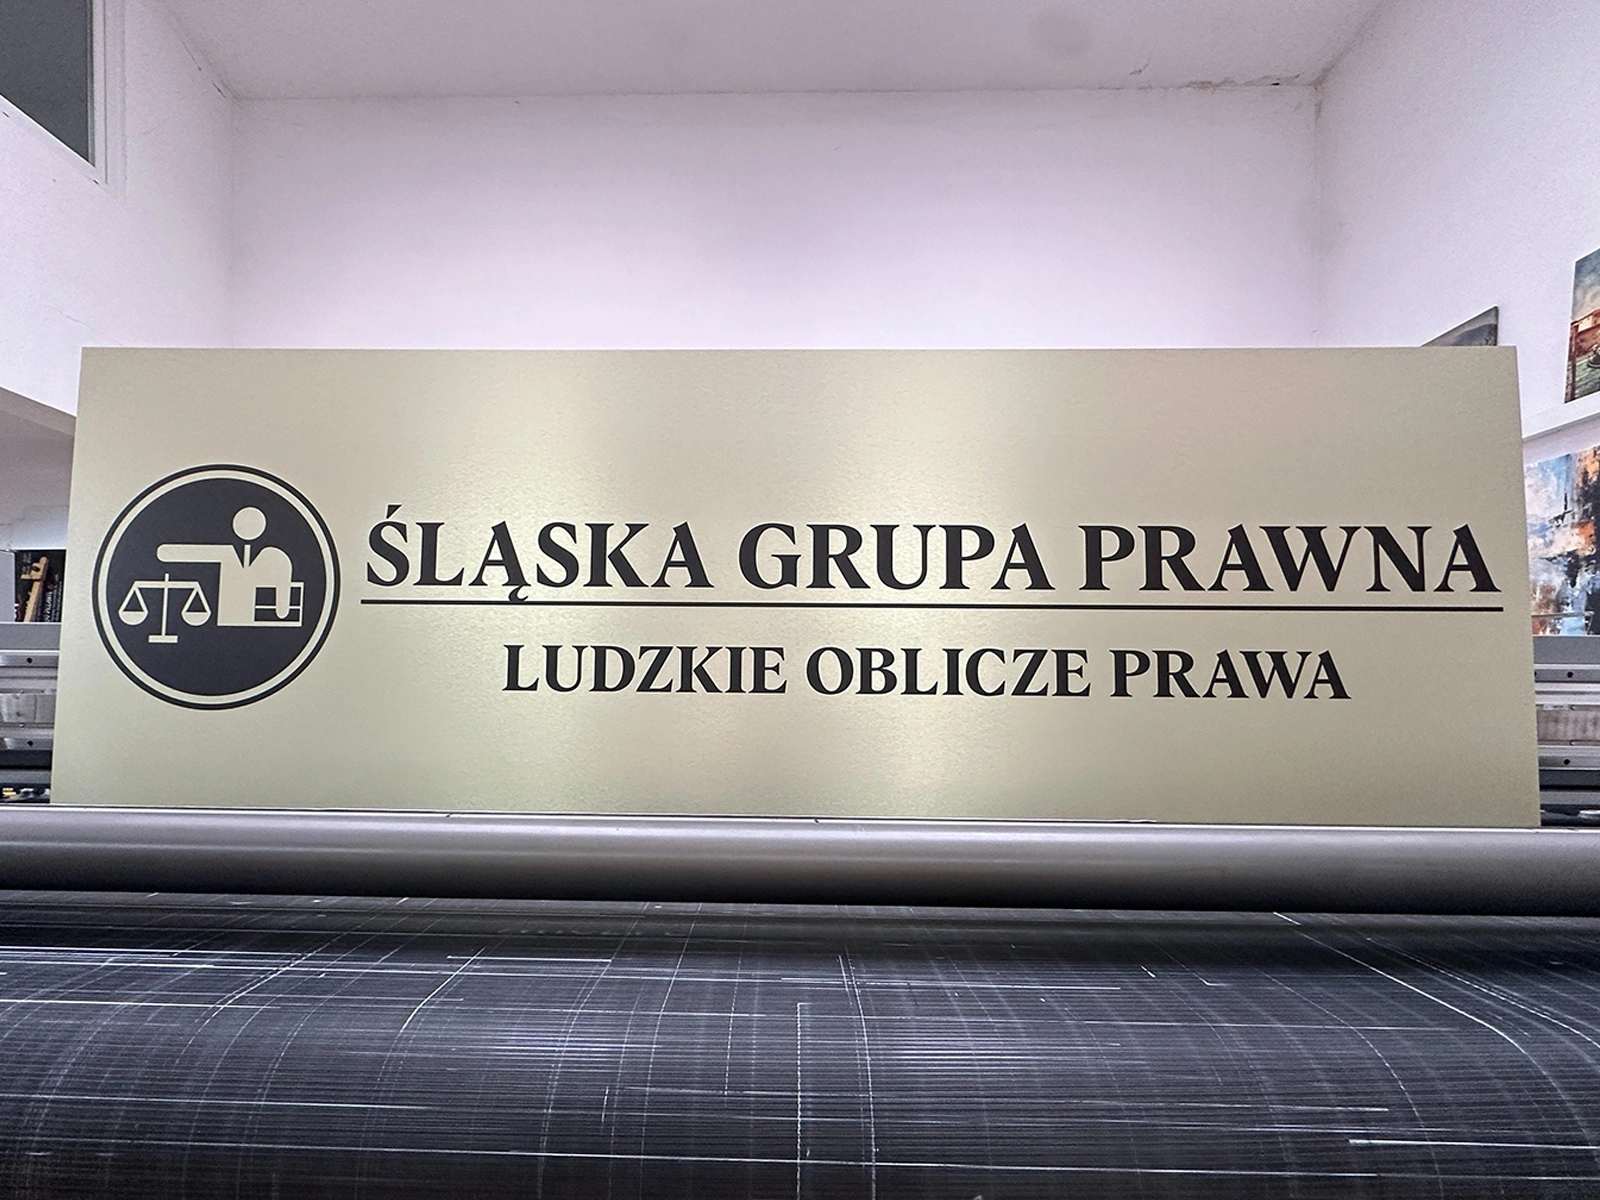 ŚLĄSKA GRUPA PRAWNA
LUDZKIE OBLICZE PRAWA